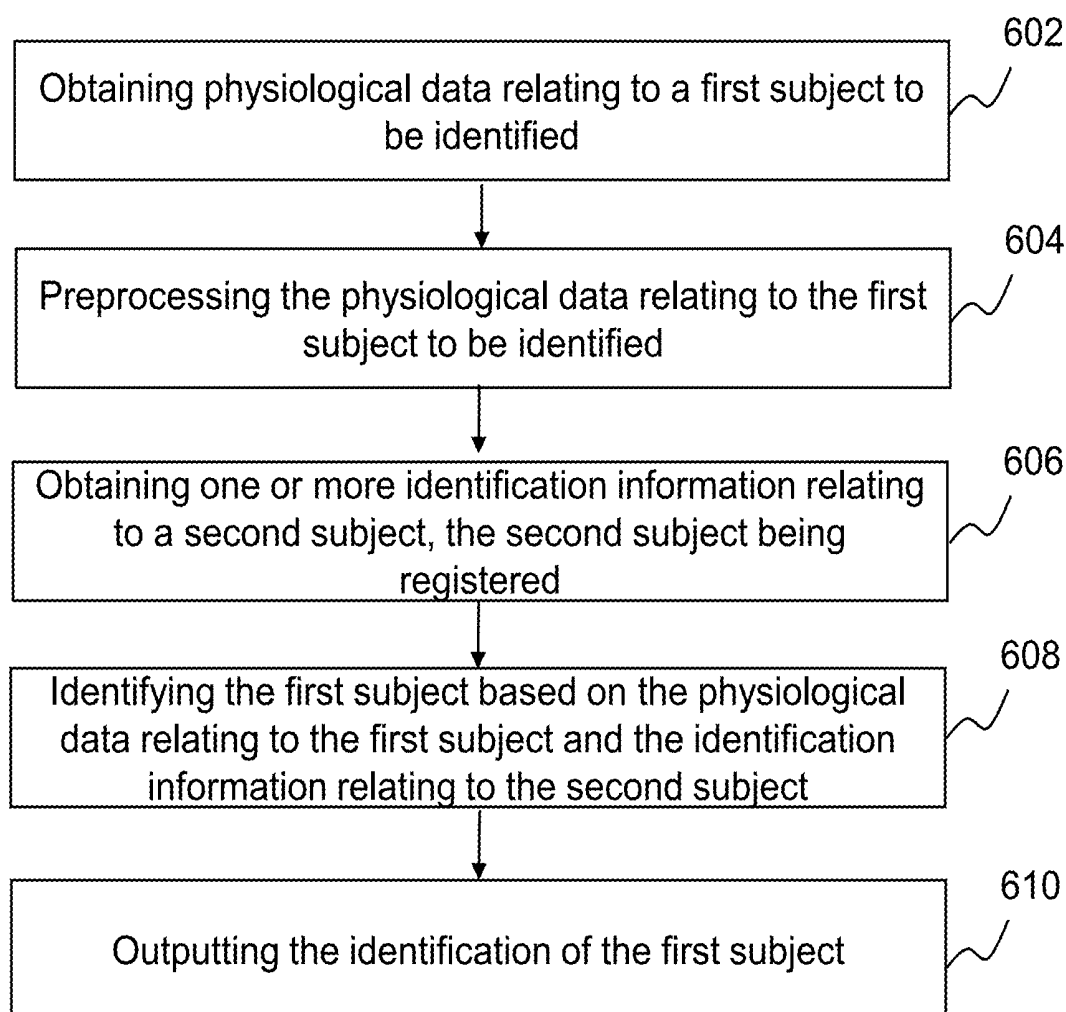 602
Obtaining physiological data relating to a first subject to
be identified
604
Preprocessing the physiological data relating to the first
subject to be identified
606
Obtaining one or more identification information relating
to a second subject, the second subject being
registered
608
Identifying the first subject based on the physiological
data relating to the first subject and the identification
information relating to the second subject
610
Outputting the identification of the first subject